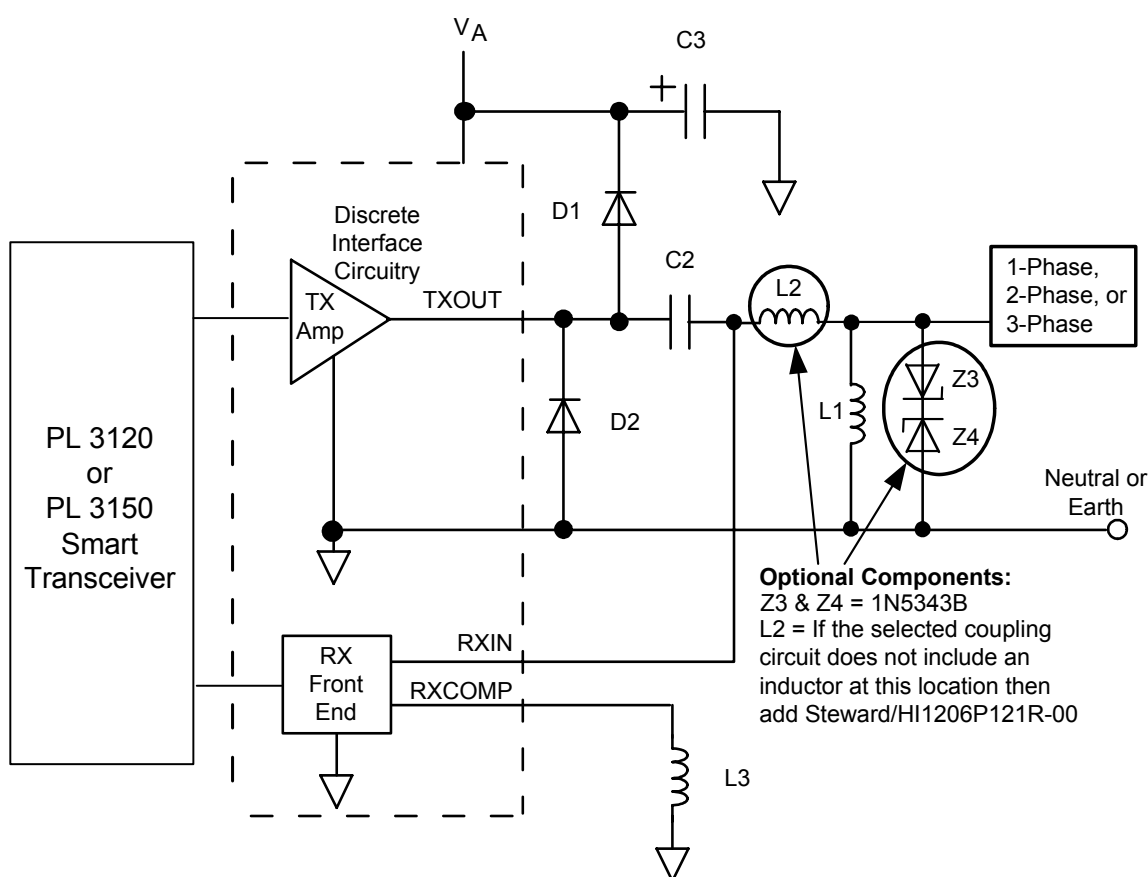 VA
C3
+
D1
Discrete
Interface
Circuitry
C2
L2
1-Phase,
2-Phase, or
3-Phase
TX
Amp
TXOUT
Z3
L1
Z4
D2
PL 3120
or
PL 3150
Smart
Transceiver
Neutral or
Earth
Optional Components:
Z3 & Z4 = 1N5343B
L2 = If the selected coupling
circuit does not include an
inductor at this location then
add Steward/HI1206P121R-00
RX
Front
End
RXIN
RXCOMP
L3